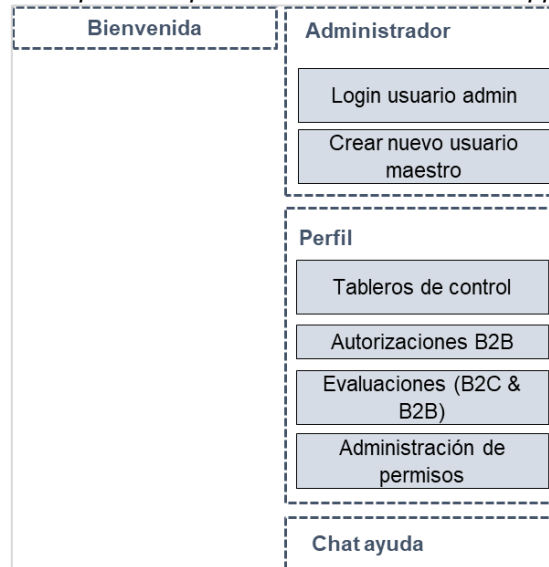 Bienvenida
Administrador
Login usuario admin
Crear nuevo usuario
maestro
Perfil
Tableros de control
Autorizaciones B2B
Evaluaciones (B2C &
B2B)
Administración de
permisos
Chat ayuda